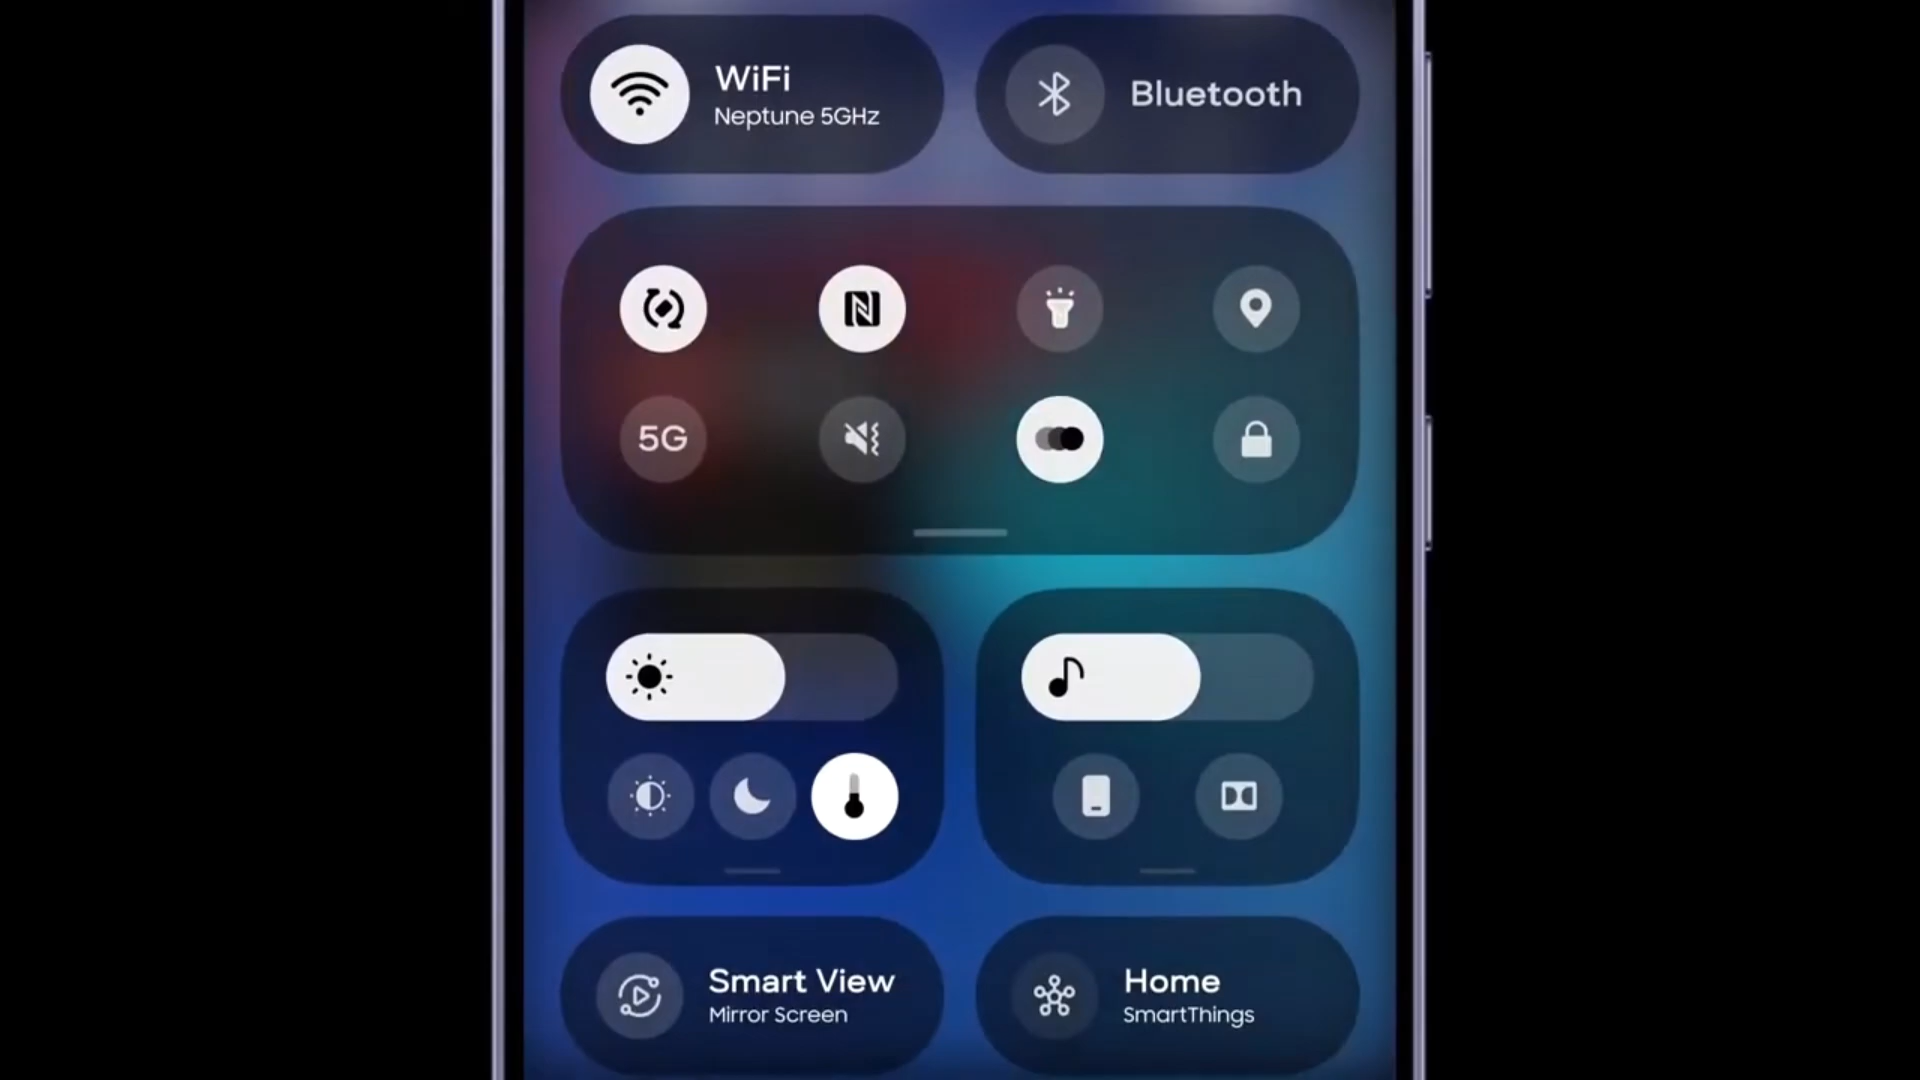 WiFi
Neptune 5GHz
Bluetooth
5G
Smart View
Mirror Screen
Home
SmartThings